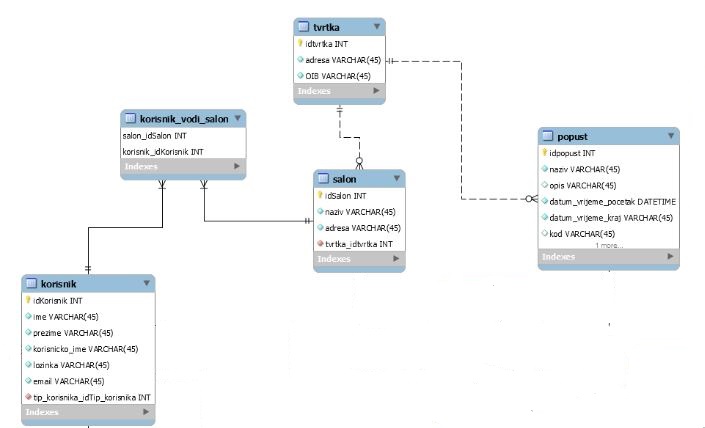 tvrtka
idtvrtka INT
adresa VARCHAR(45)
OIB VARCHAR(45)
Indexes
korisnik_vodi_salon
salon_idSalon INT
korisnik_idKorisnik INT
Indexes
popust
idpopust INT
naziv VARCHAR(45)
opis VARCHAR(45)
datum_vrijeme_pocetak DATETIME
datum_vrijeme_kraj VARCHAR(45)
kod VARCHAR(45)
1 more...
Indexes
salon
idSalon INT
naziv VARCHAR(45)
adresa VARCHAR(45)
tvrtka_idtvrtka INT
Indexes
korisnik
idKorisnik INT
ime VARCHAR(45)
prezime VARCHAR(45)
korisnicko_ime VARCHAR(45)
lozinka VARCHAR(45)
email VARCHAR(45)
tip_korisnika_idTip_korisnika INT
Indexes